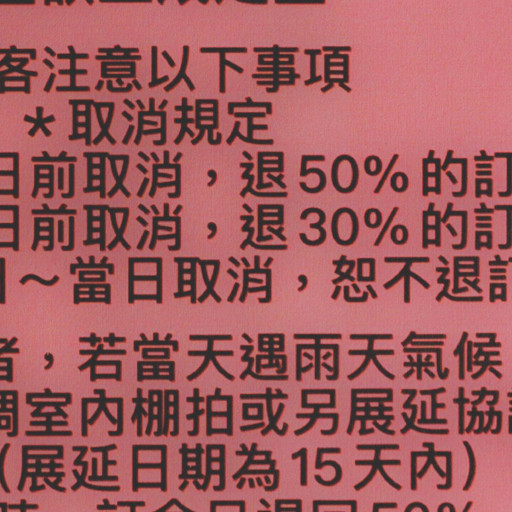 客注意以下事項
＊取消規定
日前取消，退50%的訂
日前取消，退30%的訂
～當日取消，恕不退訂
者，若當天遇雨天氣候
調室內棚拍或另展延協
（展延日期為15天內）